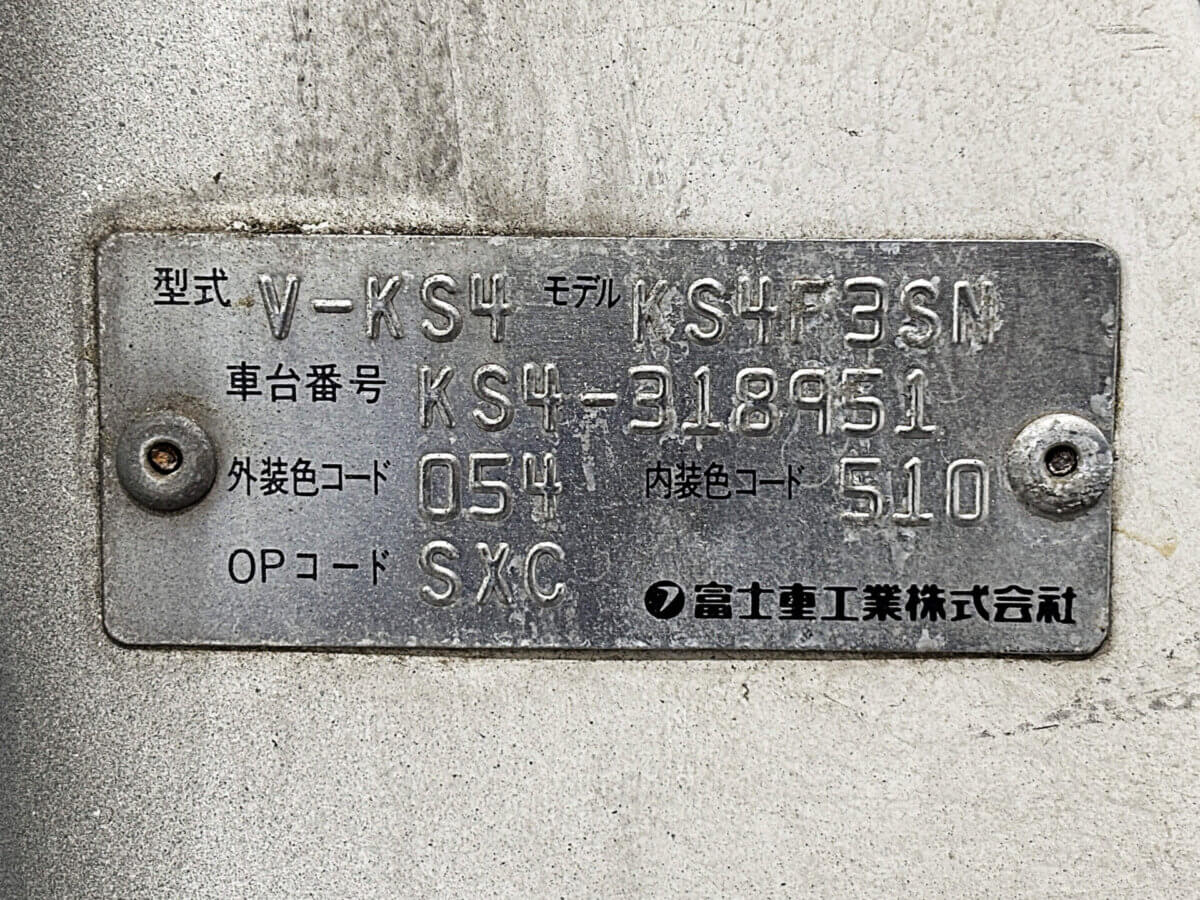 型式 V-KS4 モデル KS4F3SN
車台番号 KS4-318951
外装色コード 054 内装色コード 510
OPコード SXC
富士重工業株式会社